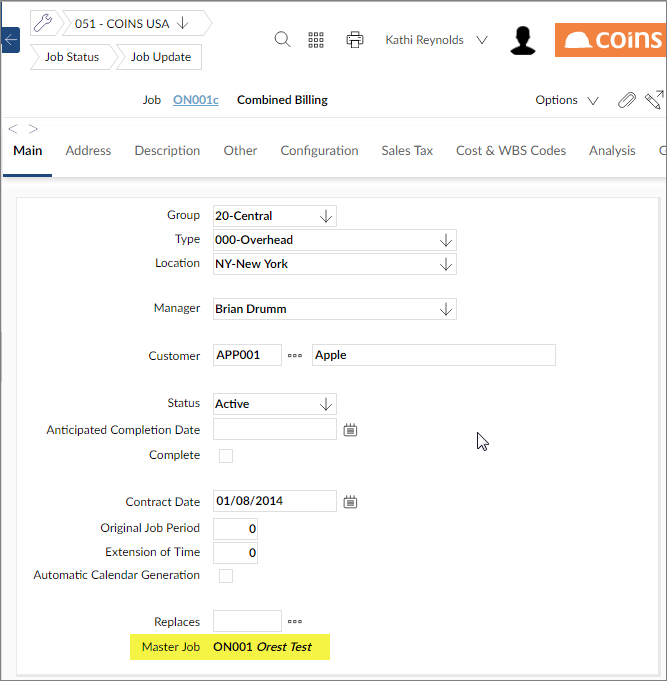 051 - COINS USA
Kathi Reynolds
coins
Job Status Job Update
Job ON001c Combined Billing Options
< >
Main Address Description Other Configuration Sales Tax Cost & WBS Codes Analysis
Group 20-Central
Type 000-Overhead
Location NY-New York
Manager Brian Drumm
Customer APP001 Apple
Status Active
Anticipated Completion Date
Complete
Contract Date 01/08/2014
Original Job Period 0
Extension of Time 0
Automatic Calendar Generation
Replaces
Master Job ON001 Orest Test